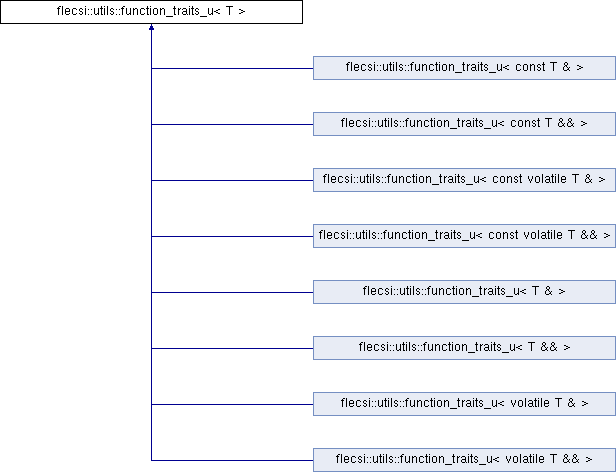 flecsi::utils::function_traits_u< T >
flecsi::utils::function_traits_u< const T & >
flecsi::utils::function_traits_u< const T && >
flecsi::utils::function_traits_u< const volatile T & >
flecsi::utils::function_traits_u< const volatile T && >
flecsi::utils::function_traits_u< T & >
flecsi::utils::function_traits_u< T && >
flecsi::utils::function_traits_u< volatile T & >
flecsi::utils::function_traits_u< volatile T && >